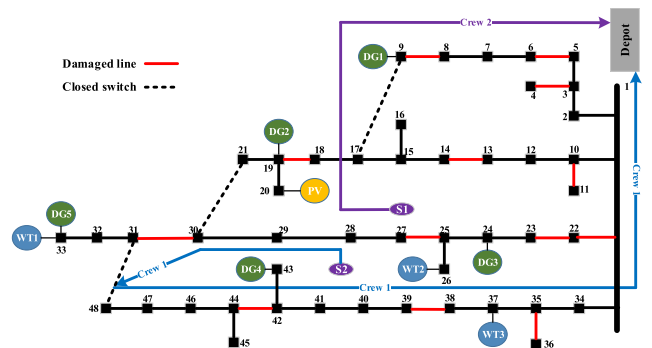 Crew 2
Depot
DG1
9
8
7
6
5
Damaged line
1
Closed switch
4
3
2
16
DG2
21
19
18
17
15
14
13
12
10
20
PV
11
S1
Crew 1
DG5
WT1
33
32
31
30
29
28
27
25
24
23
22
Crew 1
DG4
43
S2
WT2
26
DG3
Crew 1
48
47
46
44
42
41
40
39
38
37
35
34
45
WT3
36